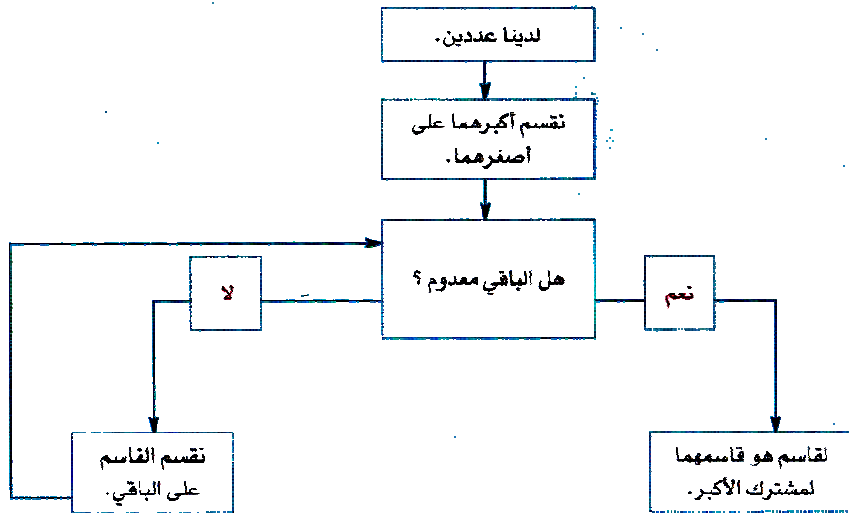 لدينا عددين.
نقسم أكبرهما على
أصغرهما.
هل الباقي معدوم ؟
نعم
لا
لقاسم هو قاسمهما
لمشترك الأكبر.
نقسم القاسم
على الباقي.